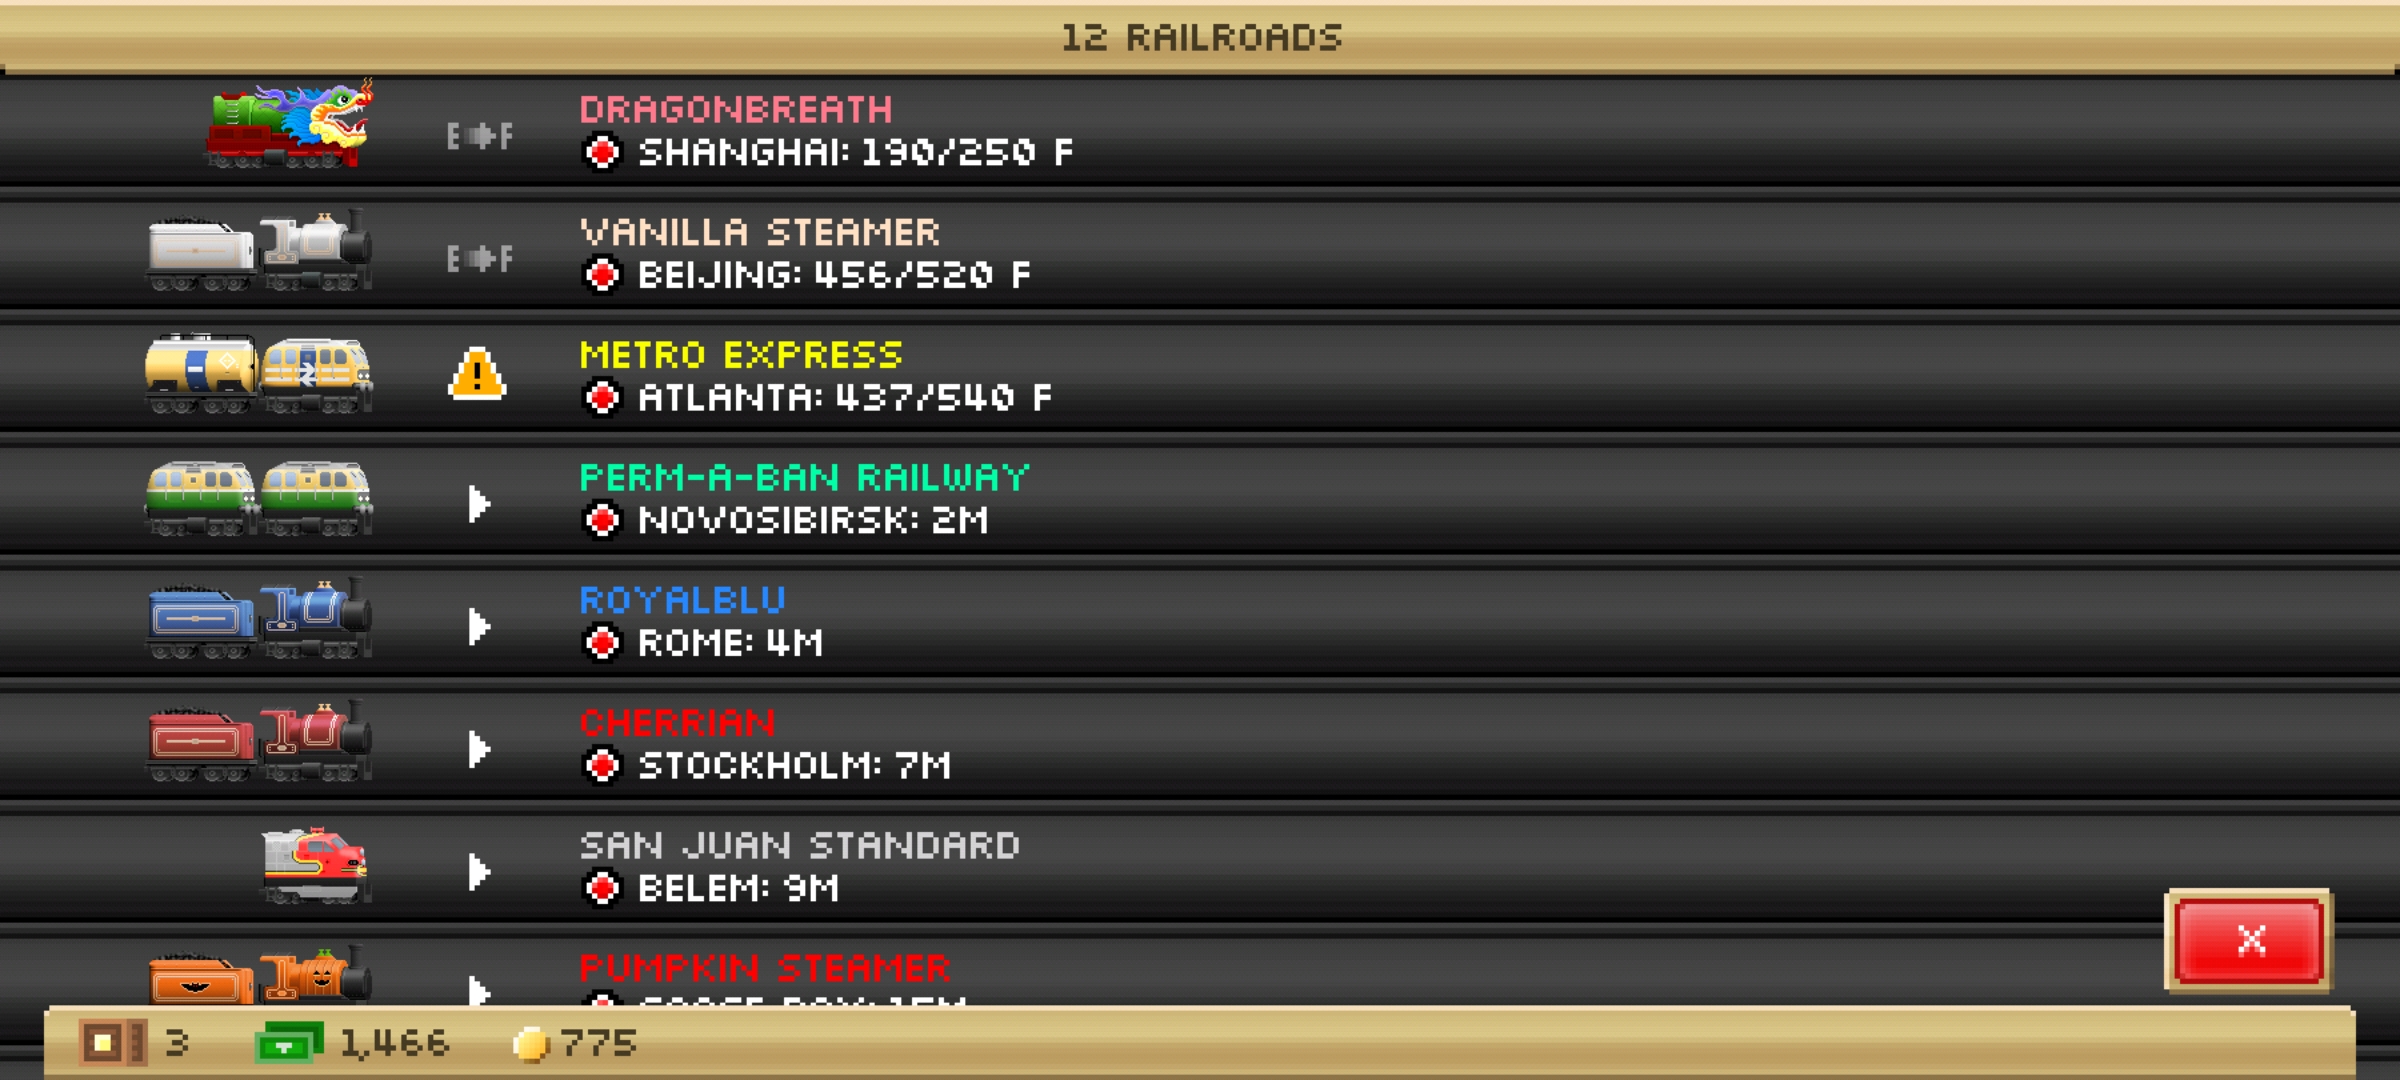 12 RAILROADS
DRAGONBREATH
E F
SHANGHAI: 190/250 F
VANILLA STEAMER
E F
BEIJING: 456/520 F
METRO EXPRESS
ATLANTA: 437/540 F
PERM-A-BAN RAILWAY
NOVOSIBIRSK: 2M
ROYALBLU
ROME: 4M
CHERRIAN
STOCKHOLM: 7M
SAN JUAN STANDARD
BELEM: 9M
X
PUMPKIN STEAMER
3 1,466 775